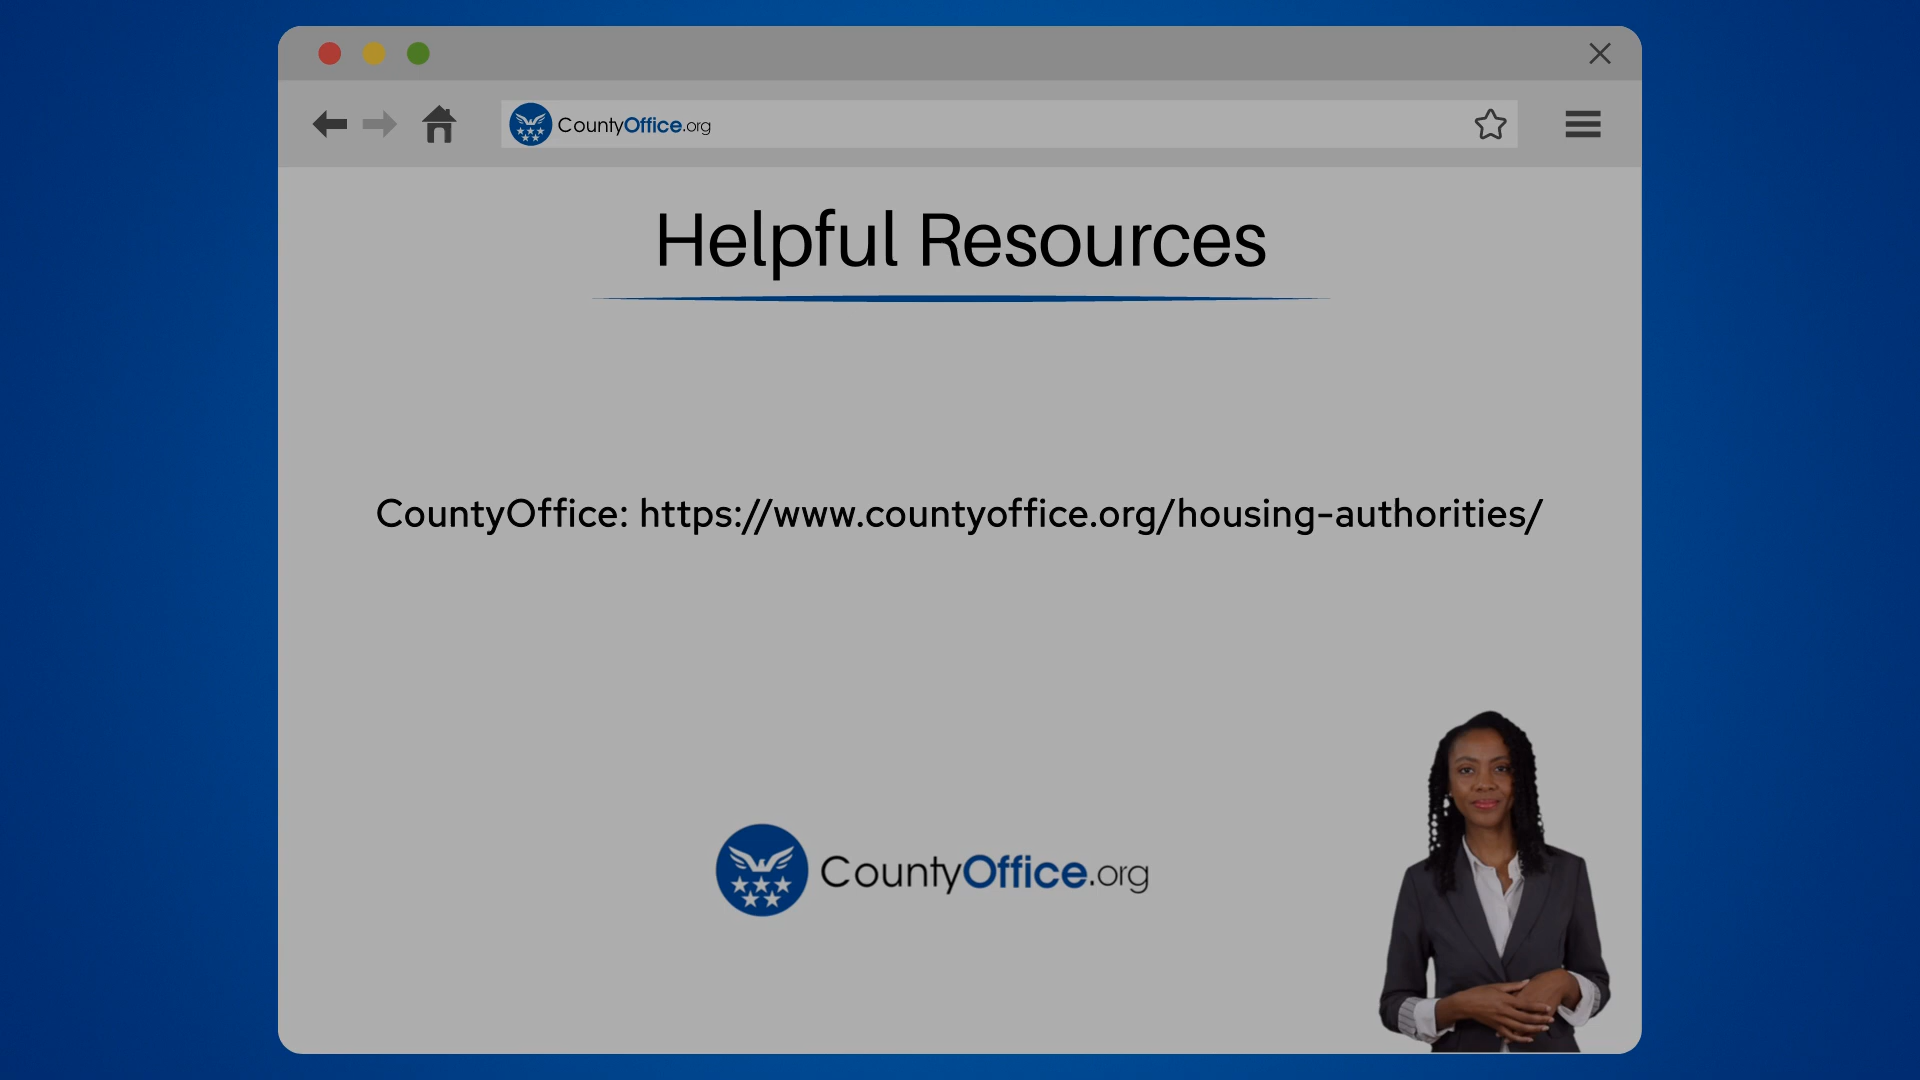 CountyOffice.org
Helpful Resources
CountyOffice: https://www.countyoffice.org/housing-authorities/
CountyOffice.org